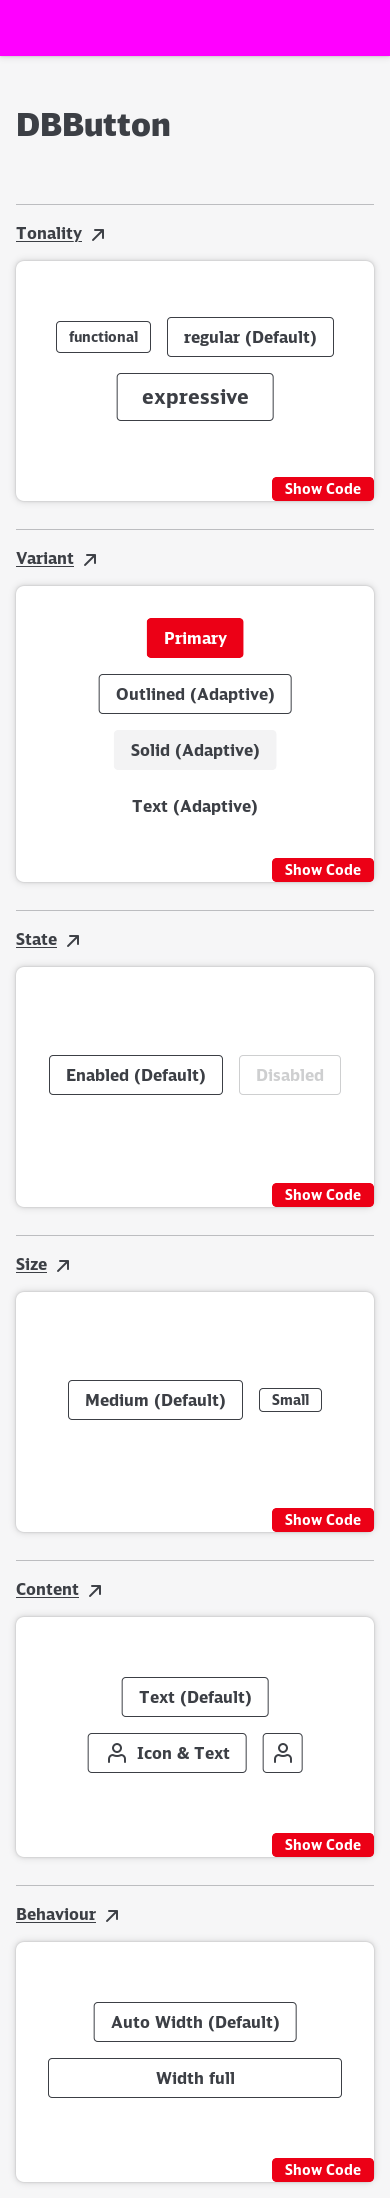 DBButton
Tonality
functional
regular (Default)
expressive
Show Code
Variant
Primary
Outlined (Adaptive)
Solid (Adaptive)
Text (Adaptive)
Show Code
State
Enabled (Default)
Disabled
Show Code
Size
Medium (Default)
Small
Show Code
Content
Text (Default)
Icon & Text
Show Code
Behaviour
Auto Width (Default)
Width full
Show Code